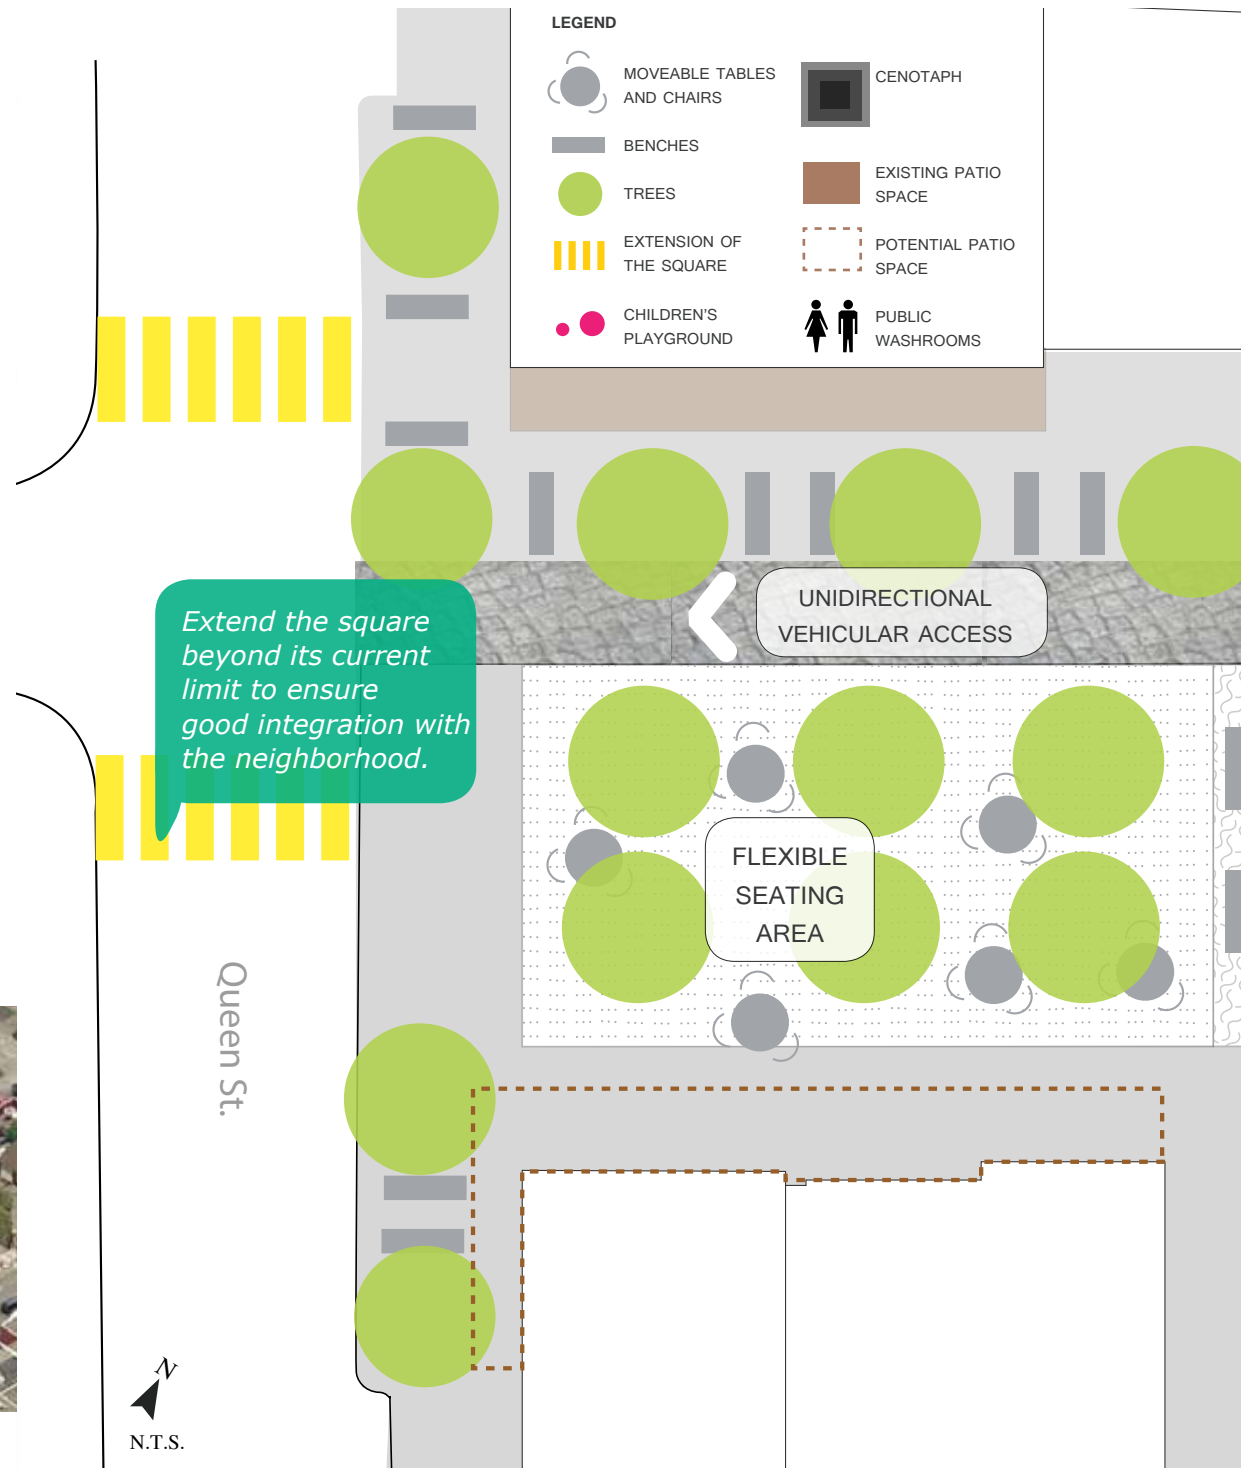 LEGEND
MOVEABLE TABLES
AND CHAIRS
BENCHES
TREES
EXTENSION OF
THE SQUARE
CHILDREN'S
PLAYGROUND
CENOTAPH
EXISTING PATIO
SPACE
POTENTIAL PATIO
SPACE
PUBLIC
WASHROOMS
UNIDIRECTIONAL
VEHICULAR ACCESS
Extend the square
beyond its current
limit to ensure
good integration with
the neighborhood.
FLEXIBLE
SEATING
AREA
Queen St.
N
N.T.S.